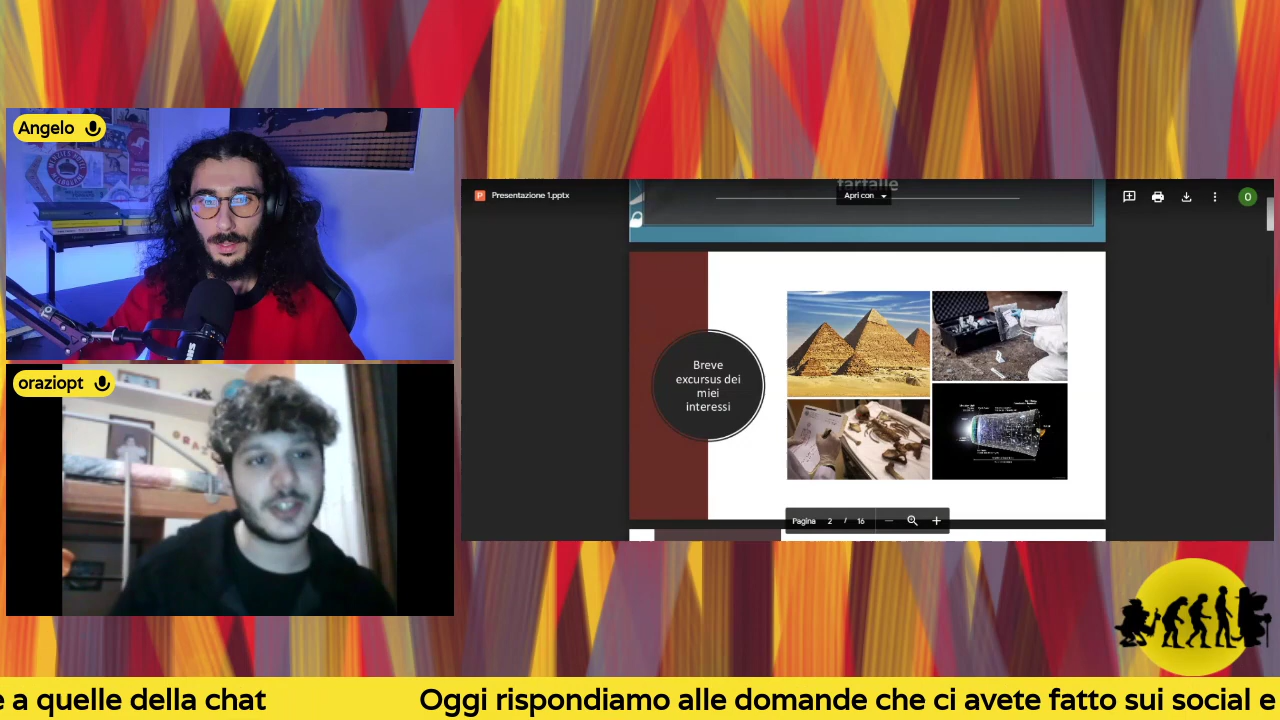 Angelo
oraziopt
Presentazione 1.pptx
tartalle
Apri con
O
Breve
excursus dei
miei
interessi
Pagina 2 / 16
e a quelle della chat
Oggi rispondiamo alle domande che ci avete fatto sui social e